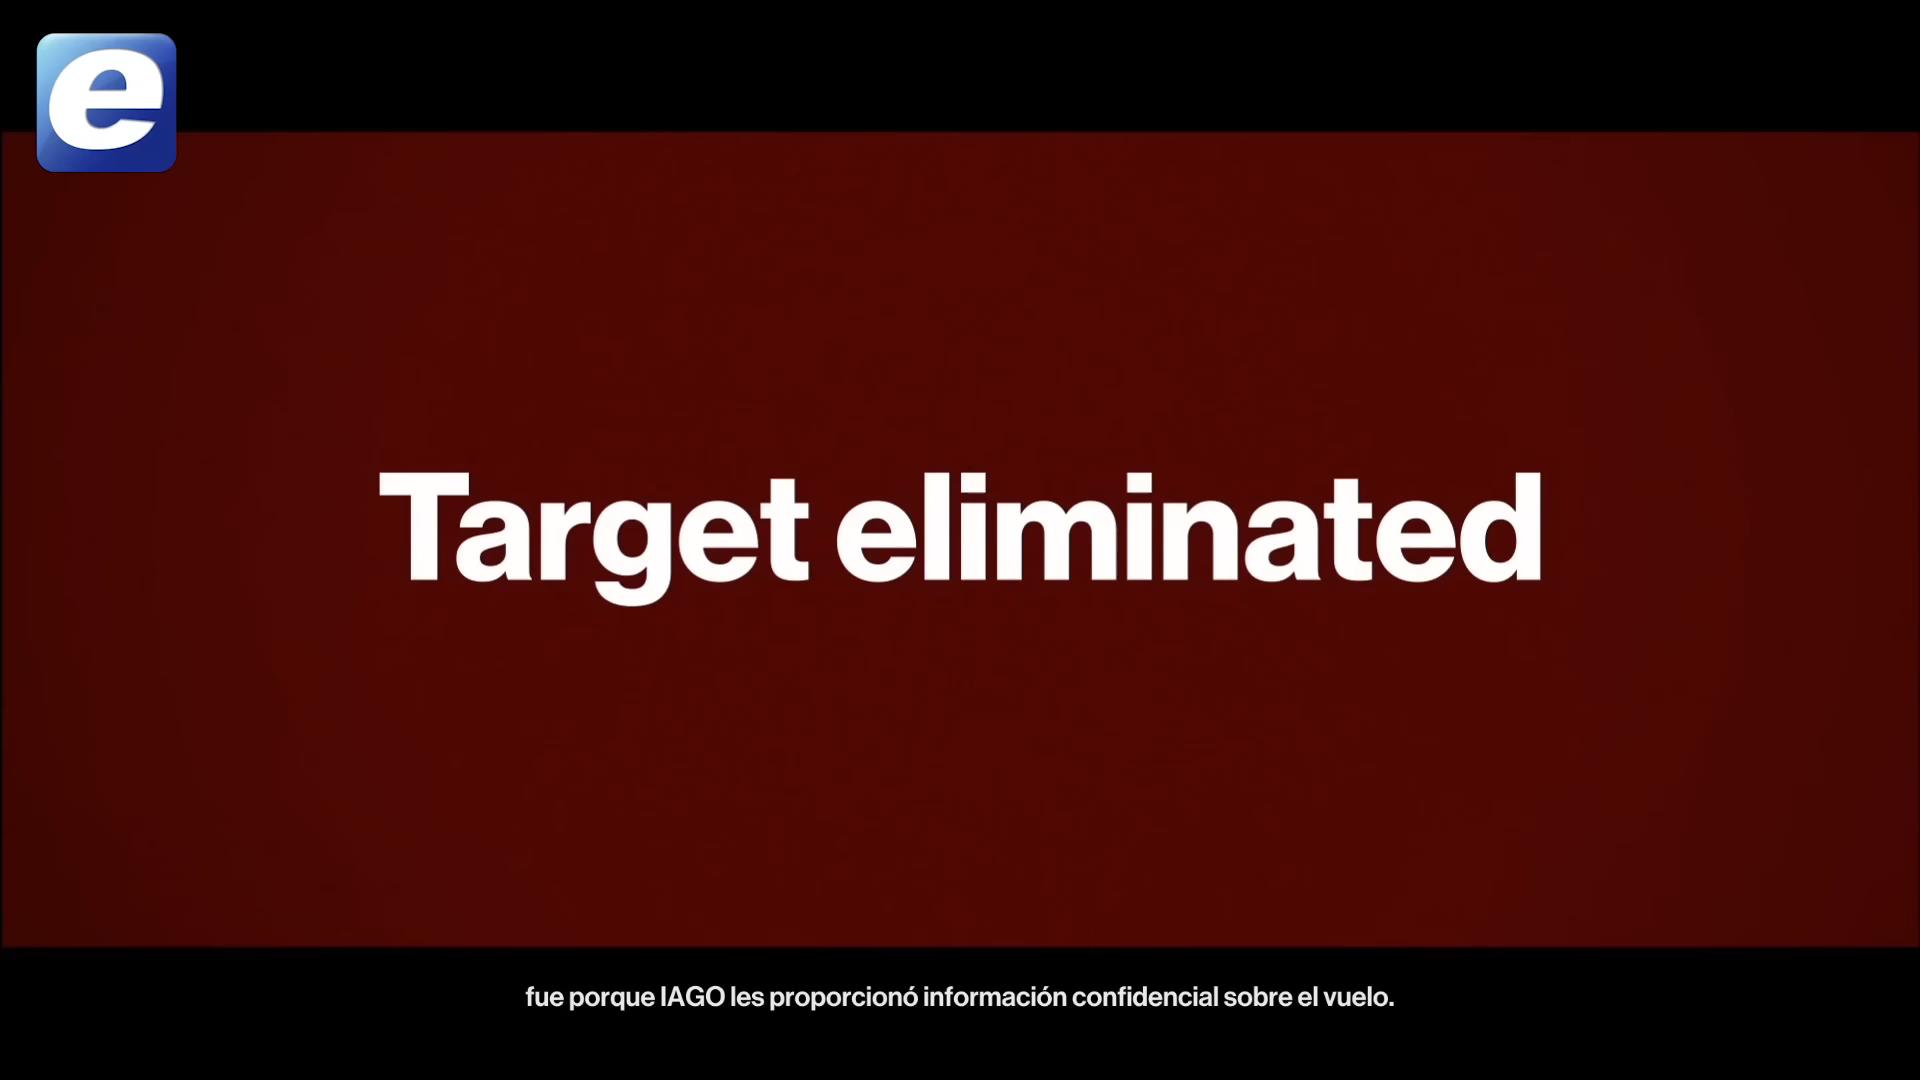 e
Target eliminated
fue porque IAGO les proporcionó información confidencial sobre el vuelo.